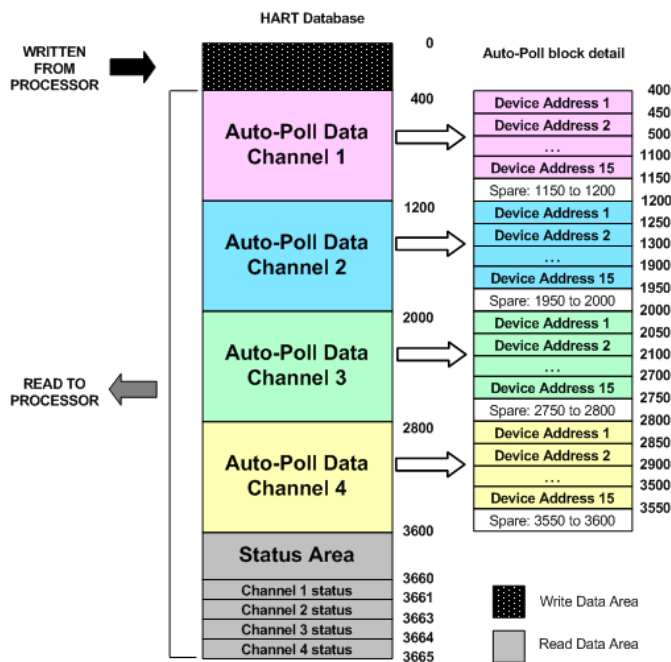 HART Database
WRITTEN
FROM
PROCESSOR
0
400
Auto-Poll Data
Channel 1
1200
Auto-Poll Data
Channel 2
2000
Auto-Poll Data
Channel 3
2800
Auto-Poll Data
Channel 4
3600
Status Area
3660
Channel 1 status
3661
Channel 2 status
3663
Channel 3 status
3664
Channel 4 status
3665
READ TO
PROCESSOR
Auto-Poll block detail
400
Device Address 1
450
Device Address 2
500
...
1100
Device Address 15
1150
Spare: 1150 to 1200
1200
Device Address 1
1250
Device Address 2
1300
...
1900
Device Address 15
1950
Spare: 1950 to 2000
2000
Device Address 1
2050
Device Address 2
2100
...
2700
Device Address 15
2750
Spare: 2750 to 2800
2800
Device Address 1
2850
Device Address 2
2900
...
3500
Device Address 15
3550
Spare: 3550 to 3600
Write Data Area
Read Data Area